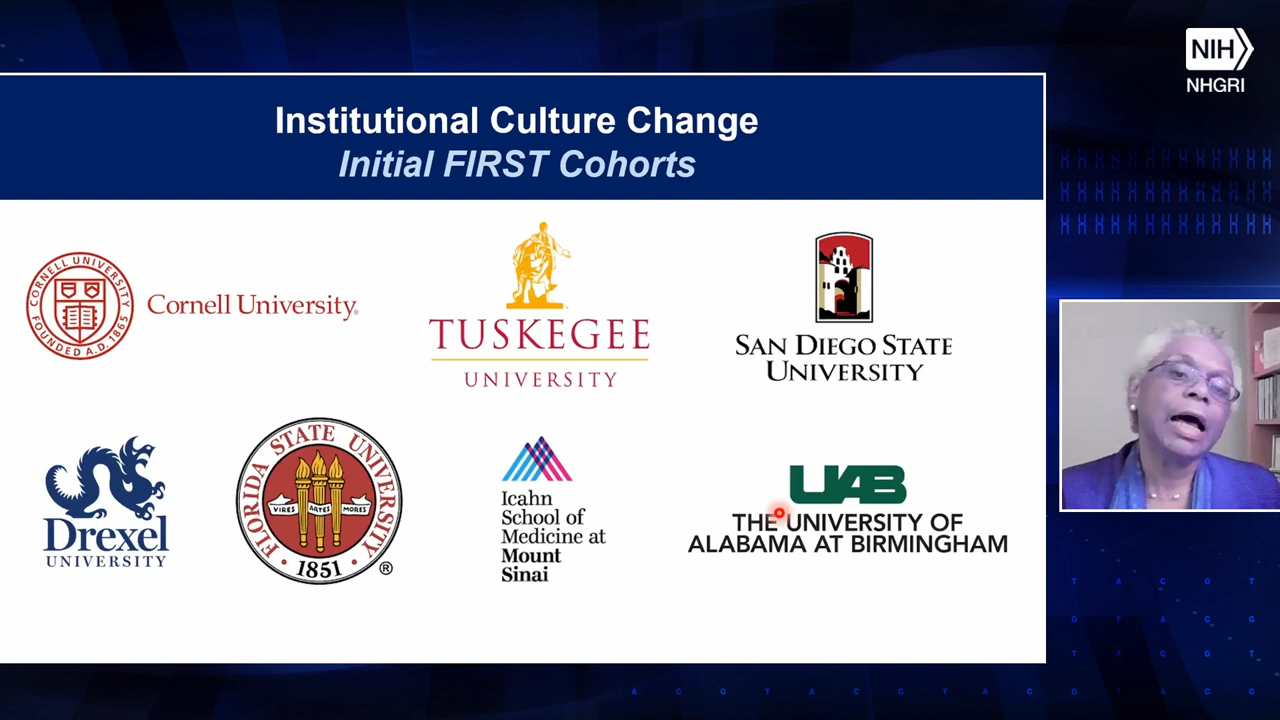 NIH
NHGRI
Institutional Culture Change
Initial FIRST Cohorts
CORNELL UNIVERSITY
FOUNDED A.D. 1865
Cornell University®
TUSKEGEE
UNIVERSITY
SAN DIEGO STATE
UNIVERSITY
Drexel
UNIVERSITY
FLORIDA STATE UNIVERSITY
VIRES ARTES MORES
1851
®
Icahn
School of
Medicine at
Mount
Sinai
UAB
THE UNIVERSITY OF
ALABAMA AT BIRMINGHAM
T A C G T
G T A C G
T A C G T
A C G T A C G T A C G T A C G